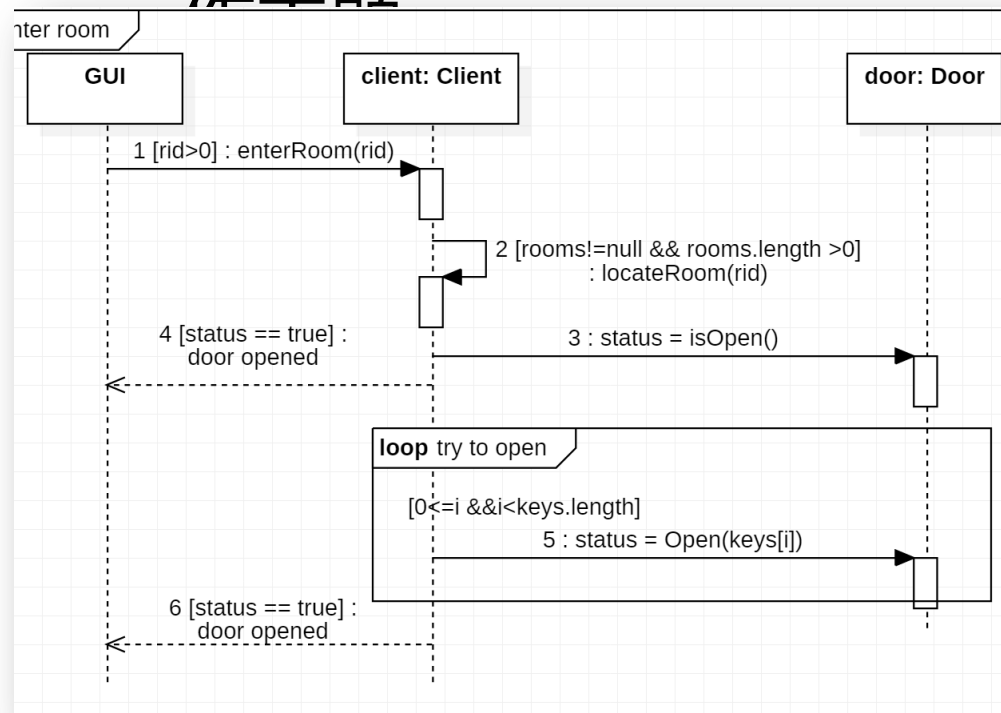 nter room
GUI
client: Client
door: Door
1 [rid>0] : enterRoom(rid)
2 [rooms!=null && rooms.length >0]
: locateRoom(rid)
4 [status == true] :
door opened
3 : status = isOpen()
loop try to open
[0<=i &&i<keys.length]
5 : status = Open(keys[i])
6 [status == true] :
door opened